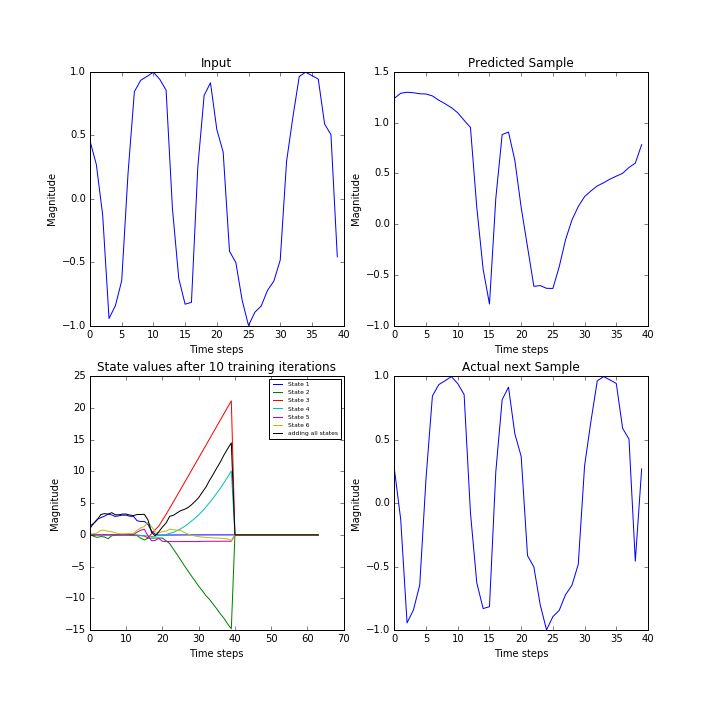 Input
Magnitude
1.0
0.5
0.0
−0.5
−1.0
0 5 10 15 20 25 30 35 40
Time steps
Predicted Sample
Magnitude
1.5
1.0
0.5
0.0
−0.5
−1.0
0 5 10 15 20 25 30 35 40
Time steps
State values after 10 training iterations
Magnitude
25
20
15
10
5
0
−5
−10
−15
0 10 20 30 40 50 60 70
Time steps
State 1
State 2
State 3
State 4
State 5
State 6
adding all states
Actual next Sample
Magnitude
1.0
0.5
0.0
−0.5
−1.0
0 5 10 15 20 25 30 35 40
Time steps